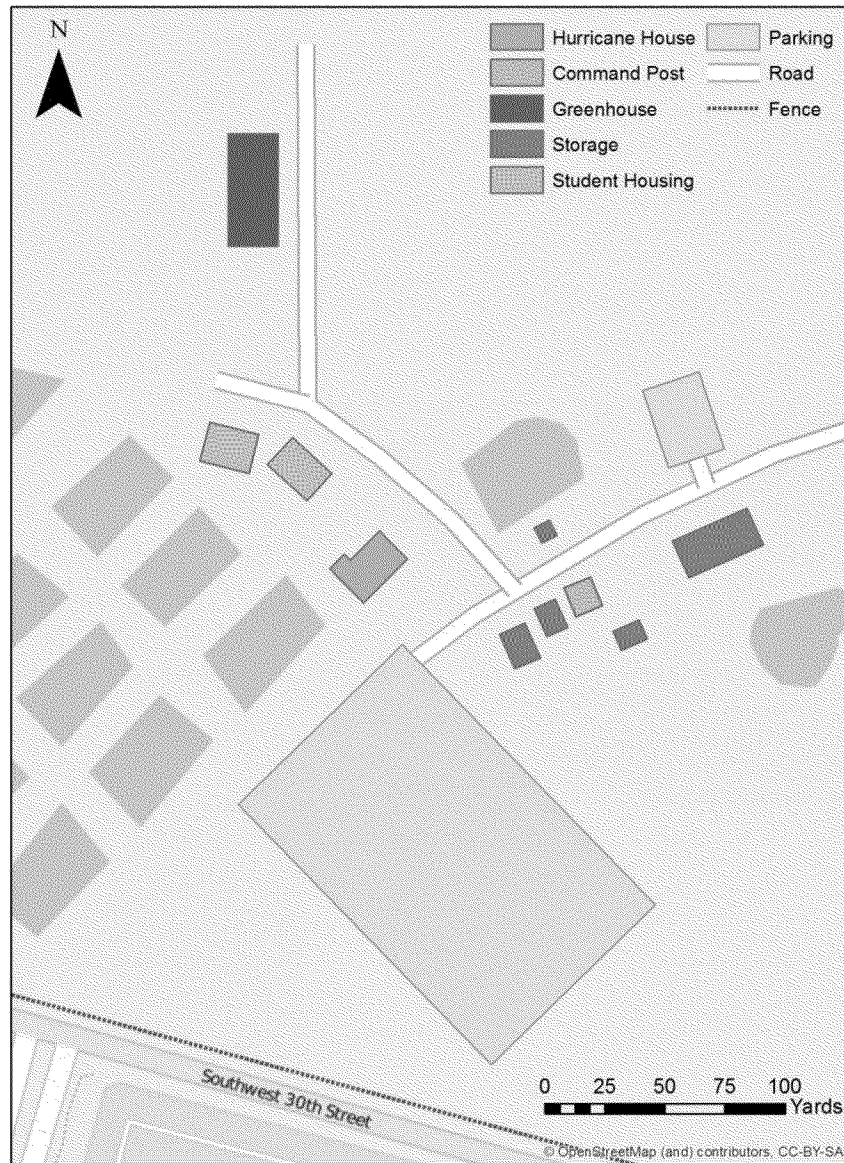 N
Hurricane House
Command Post
Greenhouse
Storage
Student Housing
Parking
Road
Fence
Southwest 30th Street
0 25 50 75 100
Yards
© OpenStreetMap (and) contributors, CC-BY-SA